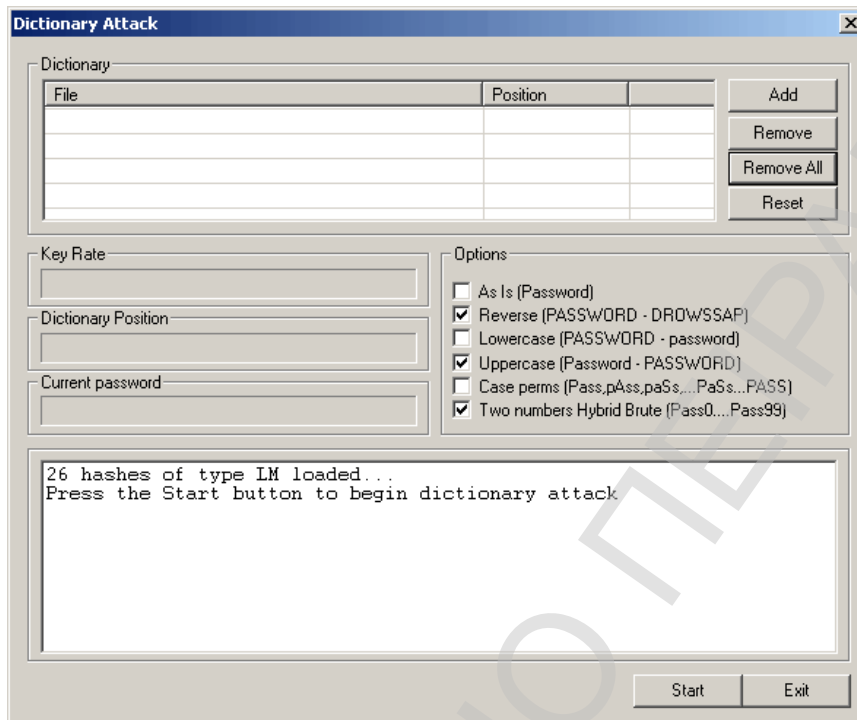 Dictionary Attack
Dictionary
File Position
Add
Remove
Remove All
Reset
Key Rate
Dictionary Position
Current password
Options
As Is (Password)
Reverse (PASSWORD - DROWSSAP)
Lowercase (PASSWORD - password)
Uppercase (Password - PASSWORD)
Case perms (Pass,pAss,paSs,...PaSs...PASS)
Two numbers Hybrid Brute (Pass0....Pass99)
26 hashes of type LM loaded...
Press the Start button to begin dictionary attack
Start Exit